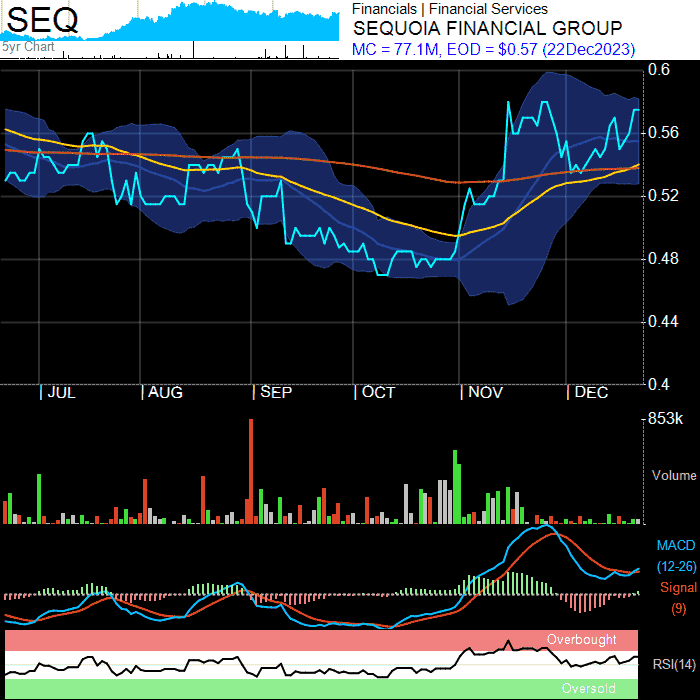 SEQ
5yr Chart
Financials | Financial Services
SEQUOIA FINANCIAL GROUP
MC = 77.1M, EOD = $0.57 (22Dec2023)
0.6
0.56
0.52
0.48
0.44
0.4
| JUL | AUG | SEP | OCT | NOV | DEC
853k
Volume
MACD
(12-26)
Signal
(9)
Overbought
RSI(14)
Oversold